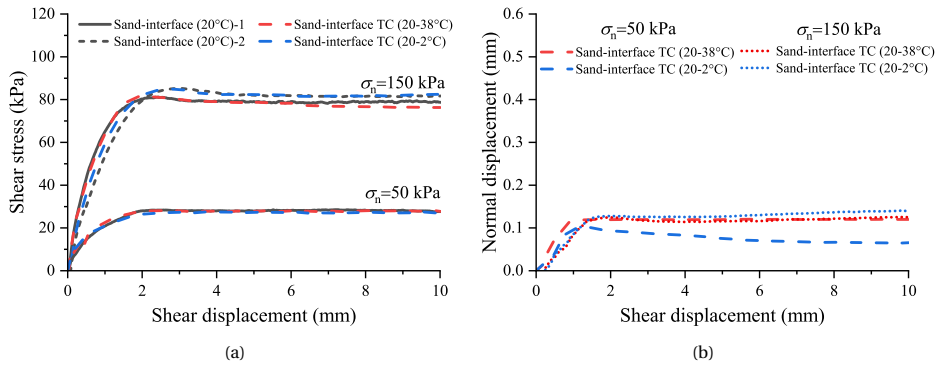 120
100
80
60
40
20
0
0
2
4
6
8
10
Shear stress (kPa)
Shear displacement (mm)
Sand-interface (20°C)-1
Sand-interface (20°C)-2
Sand-interface TC (20-38°C)
Sand-interface TC (20-2°C)
σn=150 kPa
σn=50 kPa
(a)
0.6
0.5
0.4
0.3
0.2
0.1
0.0
0
2
4
6
8
10
Normal displacement (mm)
Shear displacement (mm)
σn=50 kPa
Sand-interface TC (20-38°C)
Sand-interface TC (20-2°C)
σn=150 kPa
Sand-interface TC (20-38°C)
Sand-interface TC (20-2°C)
(b)